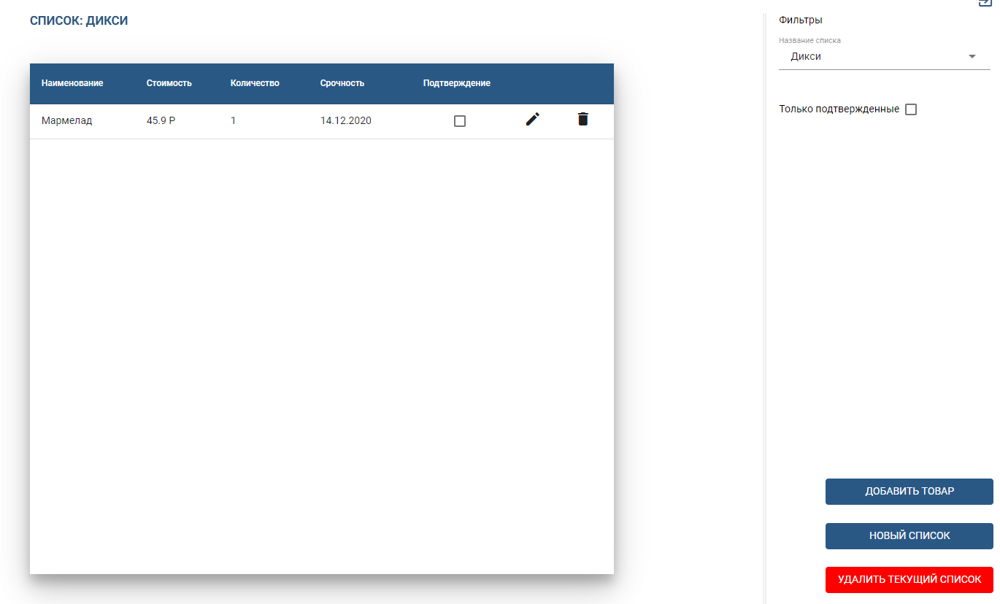 СПИСОК: ДИКСИ
Наименование Стоимость Количество Срочность Подтверждение
Мармелад 45.9 Р 1 14.12.2020
Фильтры
Название списка
Дикси
Только подтвержденные
ДОБАВИТЬ ТОВАР
НОВЫЙ СПИСОК
УДАЛИТЬ ТЕКУЩИЙ СПИСОК